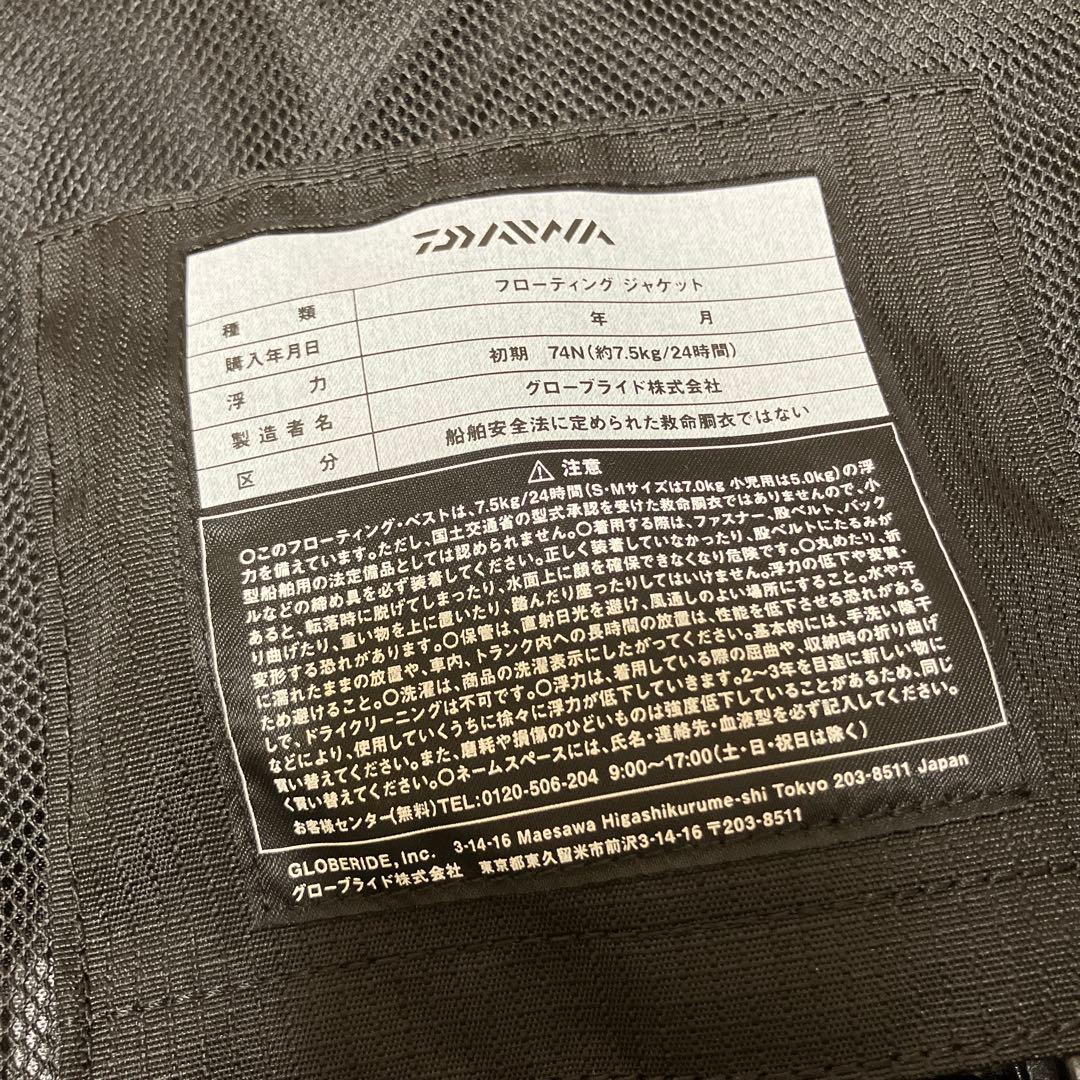 DAIWA
種類 フローティング ジャケット
購入年月日 年 月
浮力 初期 74N(約7.5kg/24時間)
製造者名 グローブライド株式会社
区分 船舶安全法に定められた救命胴衣ではない
⚠ 注意
○このフローティング・ベストは、7.5kg/24時間(S・Mサイズは7.0kg 小児用は5.0kg)の浮
力を備えています。ただし、国土交通省の型式承認を受けた救命胴衣ではありませんので、小
型船舶用の法定備品としては認められません。○着用する際は、ファスナー、股ベルト、バック
ルなどの締め具を必ず装着してください。正しく装着していなかったり、股ベルトにたるみが
あると、転落時に脱げてしまったり、水面上に顔を確保できなくなり危険です。○丸めたり、折
り曲げたり、重い物を上に置いたり、踏んだり座ったりしてはいけません。浮力の低下や変質・
変形する恐れがあります。○保管は、直射日光を避け、風通しのよい場所にすること。水や汗
に濡れたままの放置や、車内、トランク内への長時間の放置は、性能を低下させる恐れがある
ため避けること。○洗濯は、商品の洗濯表示にしたがってください。基本的には、手洗い陰干
しで、ドライクリーニングは不可です。○浮力は、着用している際の屈曲や、収納時の折り曲げ
などにより、使用していくうちに徐々に浮力が低下していきます。2〜3年を目途に新しい物に
買い替えてください。また、磨耗や損傷のひどいものは強度低下していることがあるため、同じ
く買い替えてください。○ネームスペースには、氏名・連絡先・血液型を必ず記入してください。
お客様センター(無料)TEL:0120-506-204 9:00〜17:00(土・日・祝日は除く)
GLOBERIDE, Inc. 3-14-16 Maesawa Higashikurume-shi Tokyo 203-8511 Japan
グローブライド株式会社 東京都東久留米市前沢3-14-16 〒203-8511